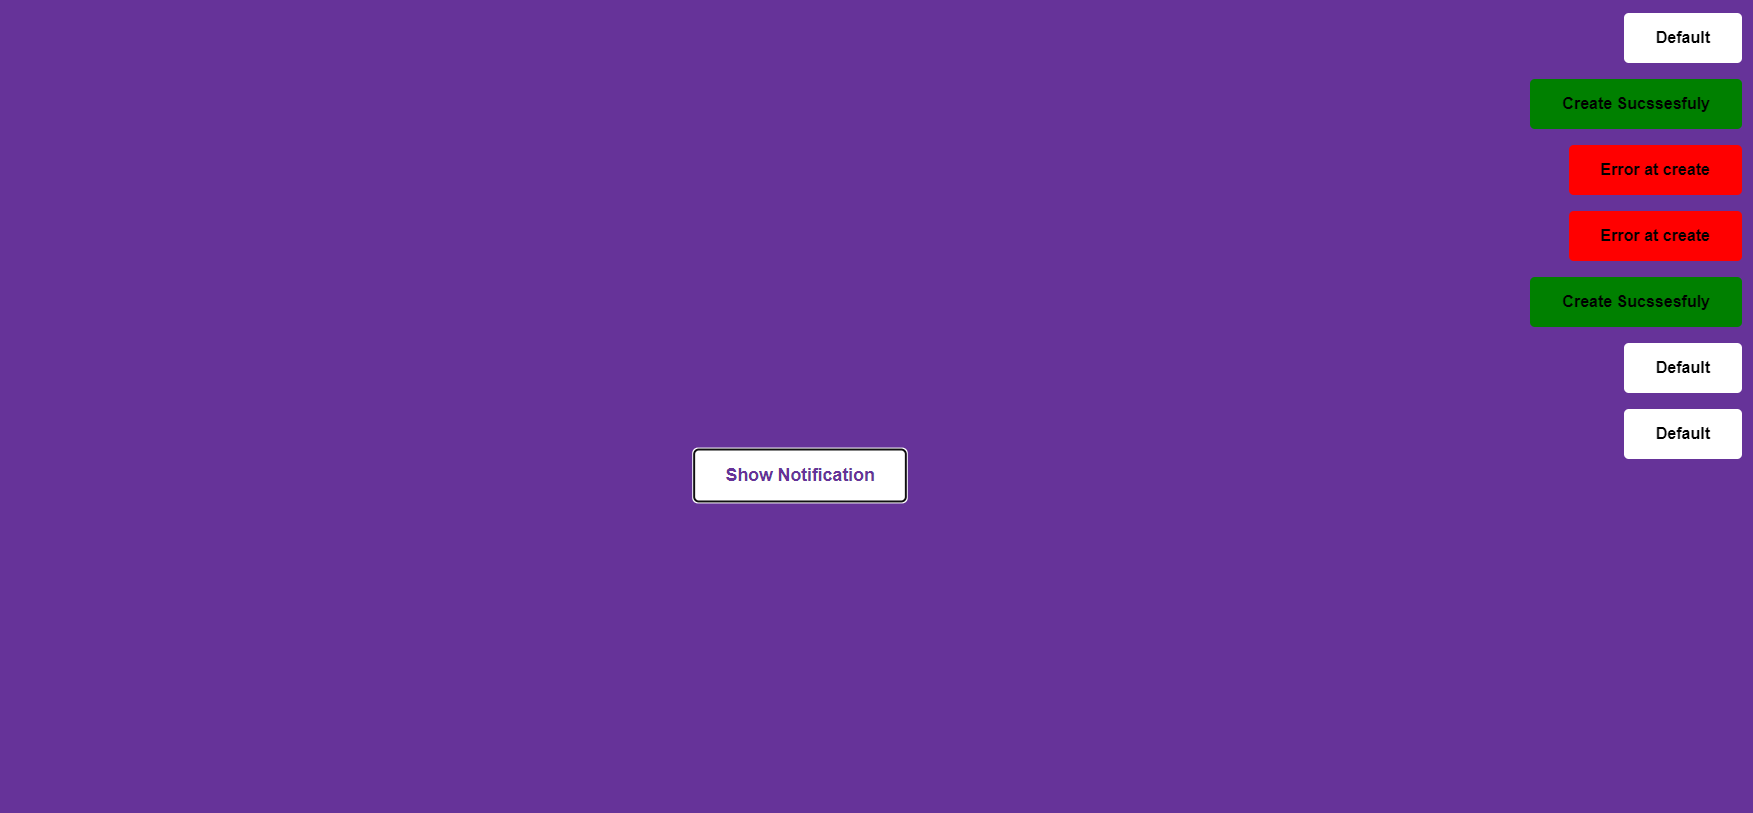 Default
Create Sucssesfuly
Error at create
Error at create
Create Sucssesfuly
Default
Default
Show Notification